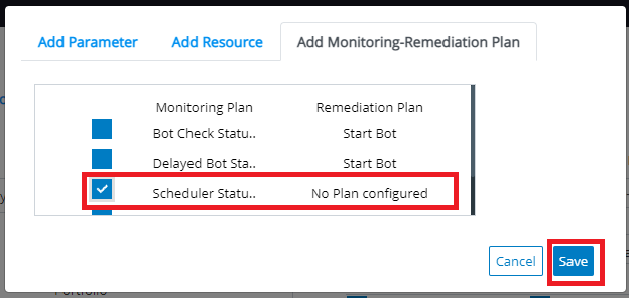 Add Parameter Add Resource Add Monitoring-Remediation Plan
Monitoring Plan Remediation Plan
Bot Check Statu.. Start Bot
Delayed Bot Sta.. Start Bot
Scheduler Statu.. No Plan configured
Cancel Save